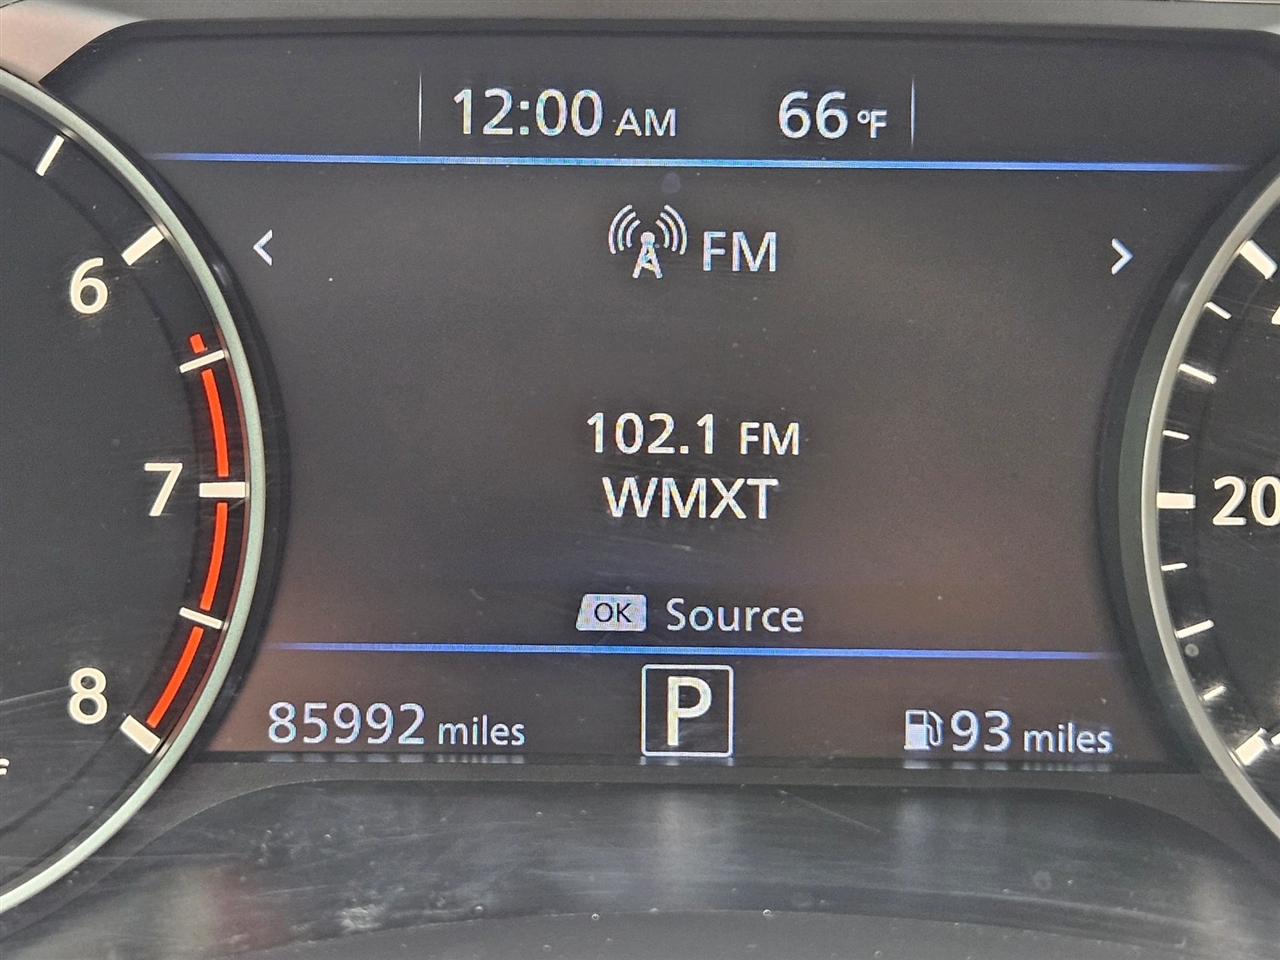 12:00 AM 66 °F
< FM >
6
102.1 FM
7
WMXT
20
OK Source
8
85992 miles P 93 miles